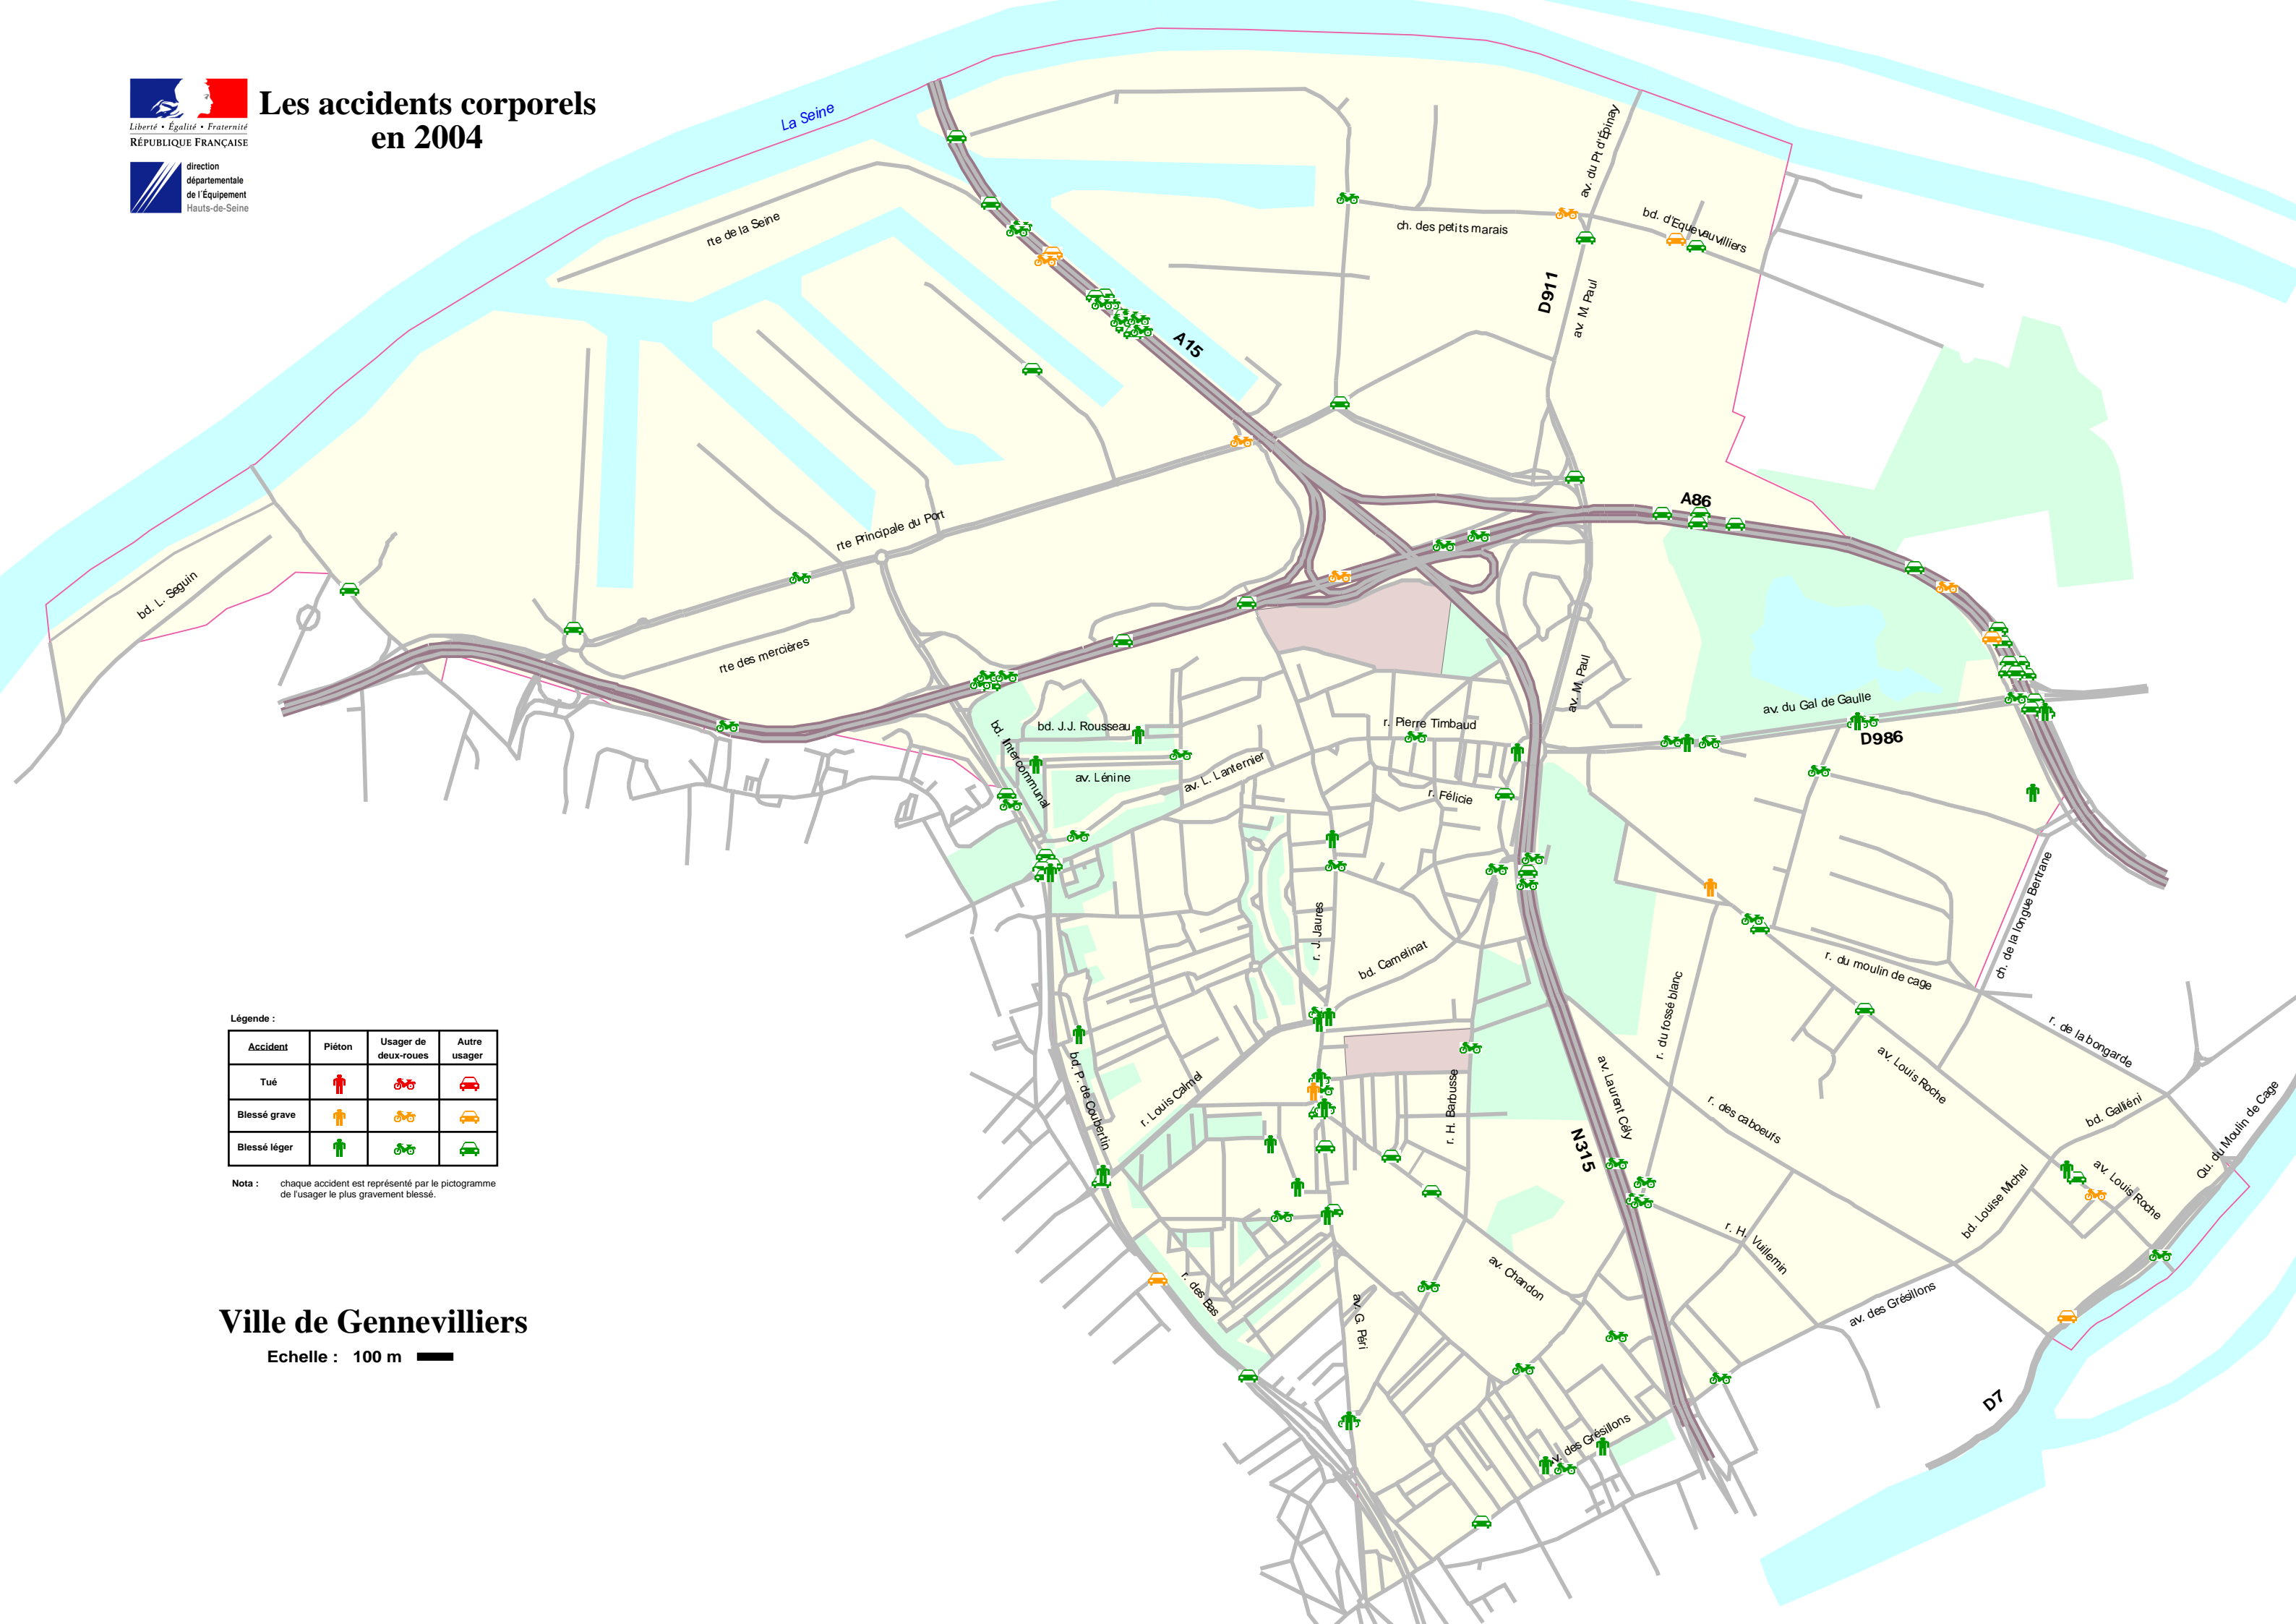 Les accidents corporels
en 2004
Liberté • Égalité • Fraternité
RÉPUBLIQUE FRANÇAISE
direction
départementale
de l'Équipement
Hauts-de-Seine
La Seine
rte de la Seine
A15
ch. des petits marais
av. du Pt d'Épinay
bd. d'Equevauvilliers
D911
av. M. Paul
A86
bd. L. Seguin
rte Principale du Port
rte des mercières
av. M. Paul
av. du Gal de Gaulle
D986
bd. J.J. Rousseau
bd. Intercommunal
av. Lénine
av. L. Lanternier
r. Pierre Timbaud
r. Félicie
r. J. Jaures
bd. Camelinat
ch. de la longue Bertrane
r. du moulin de cage
r. du fossé blanc
r. de la bongarde
av. Louis Roche
bd. P. de Coubertin
r. Louis Calmel
r. H. Barbusse
av. Laurent Cély
N315
r. des caboeufs
bd. Galliéni
Qu. du Moulin de Cage
av. Louis Roche
bd. Louise Michel
r. H. Vuillemin
r. des Bas
av. Chandon
av. G. Péri
av. des Grésillons
av. des Grésillons
D7
Légende :
Accident Piéton Usager de deux-roues Autre usager
Tué
Blessé grave
Blessé léger
Nota : chaque accident est représenté par le pictogramme
de l'usager le plus gravement blessé.
Ville de Gennevilliers
Echelle : 100 m